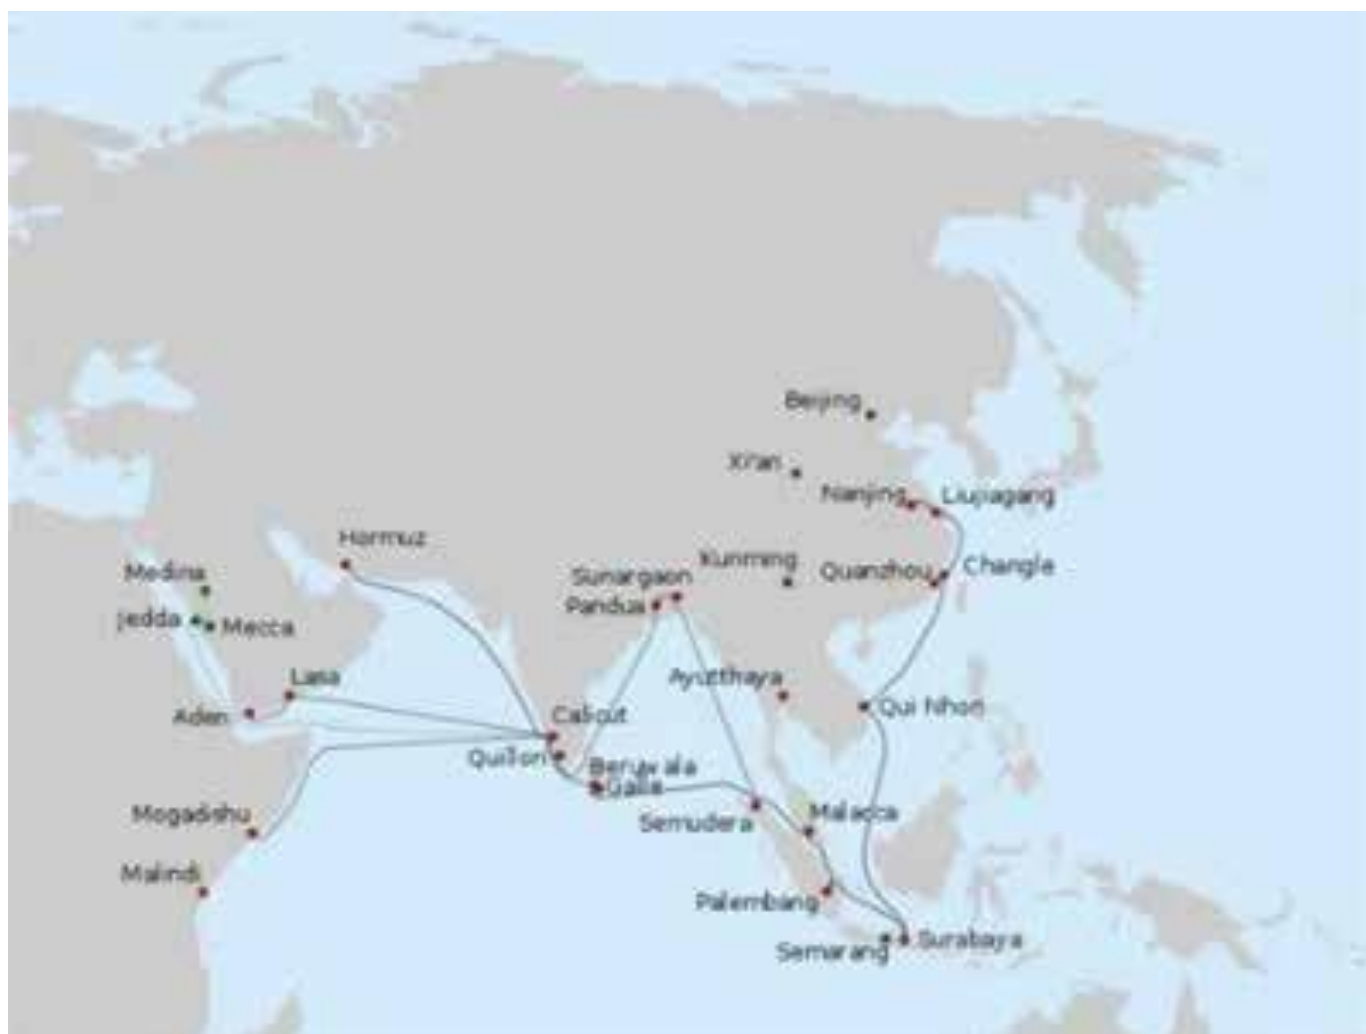 Beijing
Xi'an
Nanjing
Liujiagang
Hormuz
Kunming
Quanzhou
Changle
Sunargaon
Pandua
Medina
Jedda
Mecca
Lasa
Ayutthaya
Aden
Qui Nhon
Calicut
Quilon
Beruwala
Mogadishu
Semudera
Malacca
Malindi
Palembang
Semarang
Surabaya